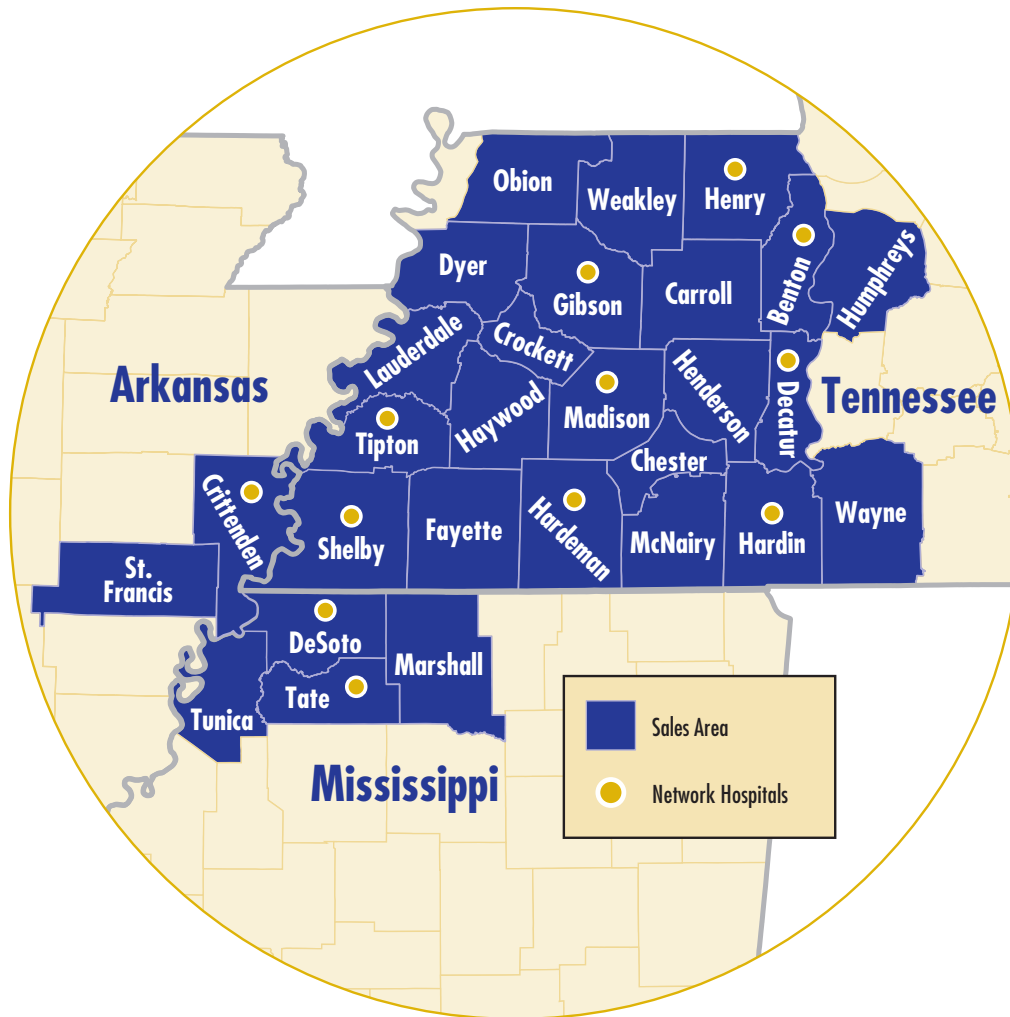 Obion
Weakley
Henry
Dyer
Gibson
Carroll
Benton
Humphreys
Lauderdale
Crockett
Arkansas
Haywood
Madison
Henderson
Decatur
Tennessee
Tipton
Chester
Crittenden
Shelby
Fayette
Hardeman
McNairy
Hardin
Wayne
St.
Francis
DeSoto
Marshall
Tate
Tunica
Mississippi
Sales Area
Network Hospitals